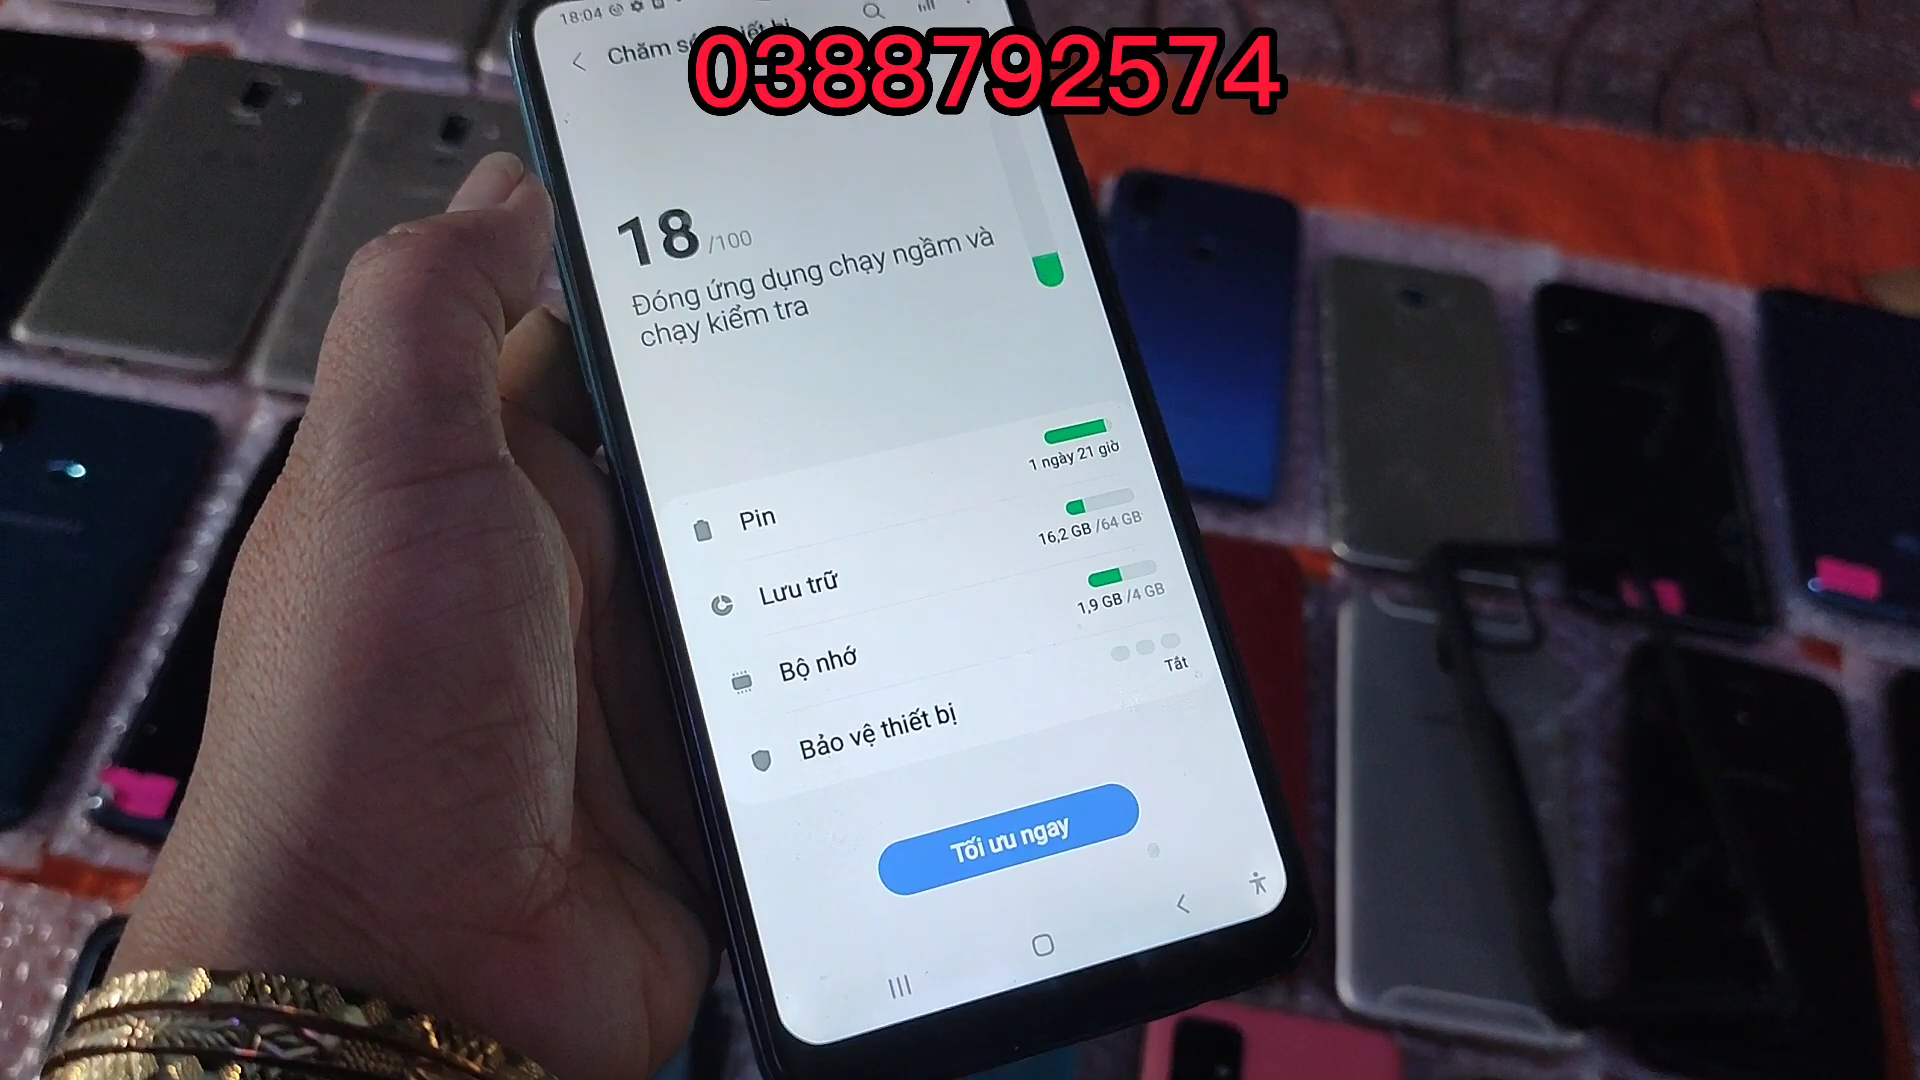 18:04
Chăm
0388792574
18 /100
Đóng ứng dụng chạy ngầm và
chạy kiểm tra
Pin
1 ngày 21 giờ
Lưu trữ
16,2 GB /64 GB
Bộ nhớ
1,9 GB /4 GB
Bảo vệ thiết bị
Tắt
Tối ưu ngay